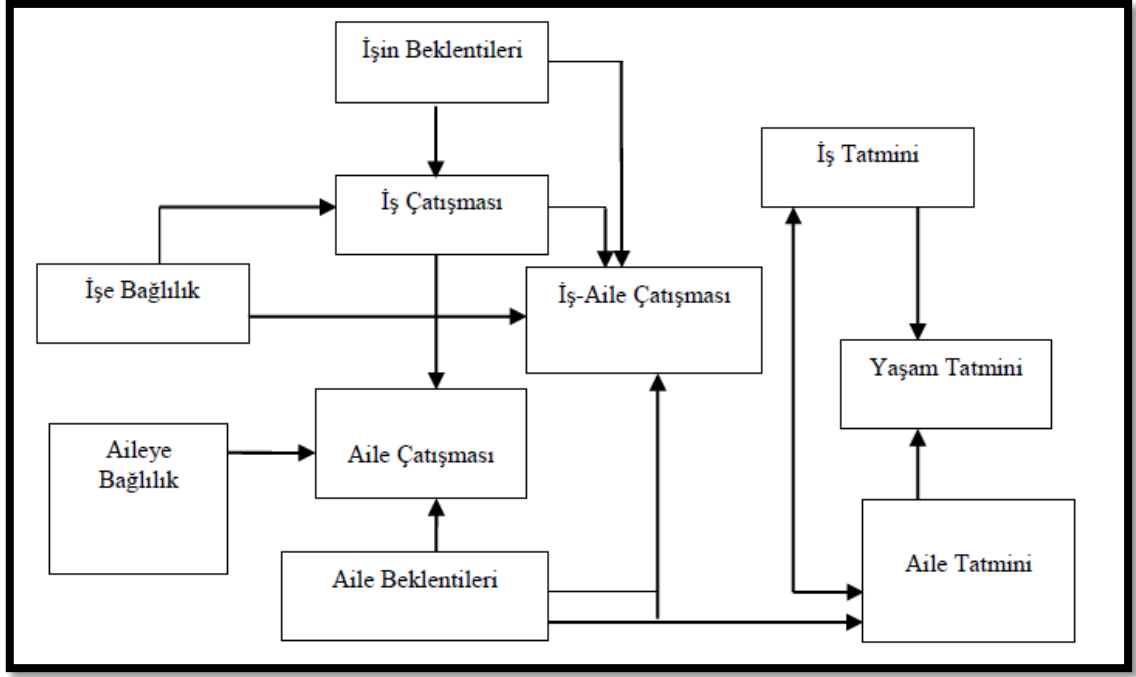 İşin Beklentileri
İş Tatmini
İş Çatışması
İşe Bağlılık
İş-Aile Çatışması
Yaşam Tatmini
Aileye
Bağlılık
Aile Çatışması
Aile Beklentileri
Aile Tatmini